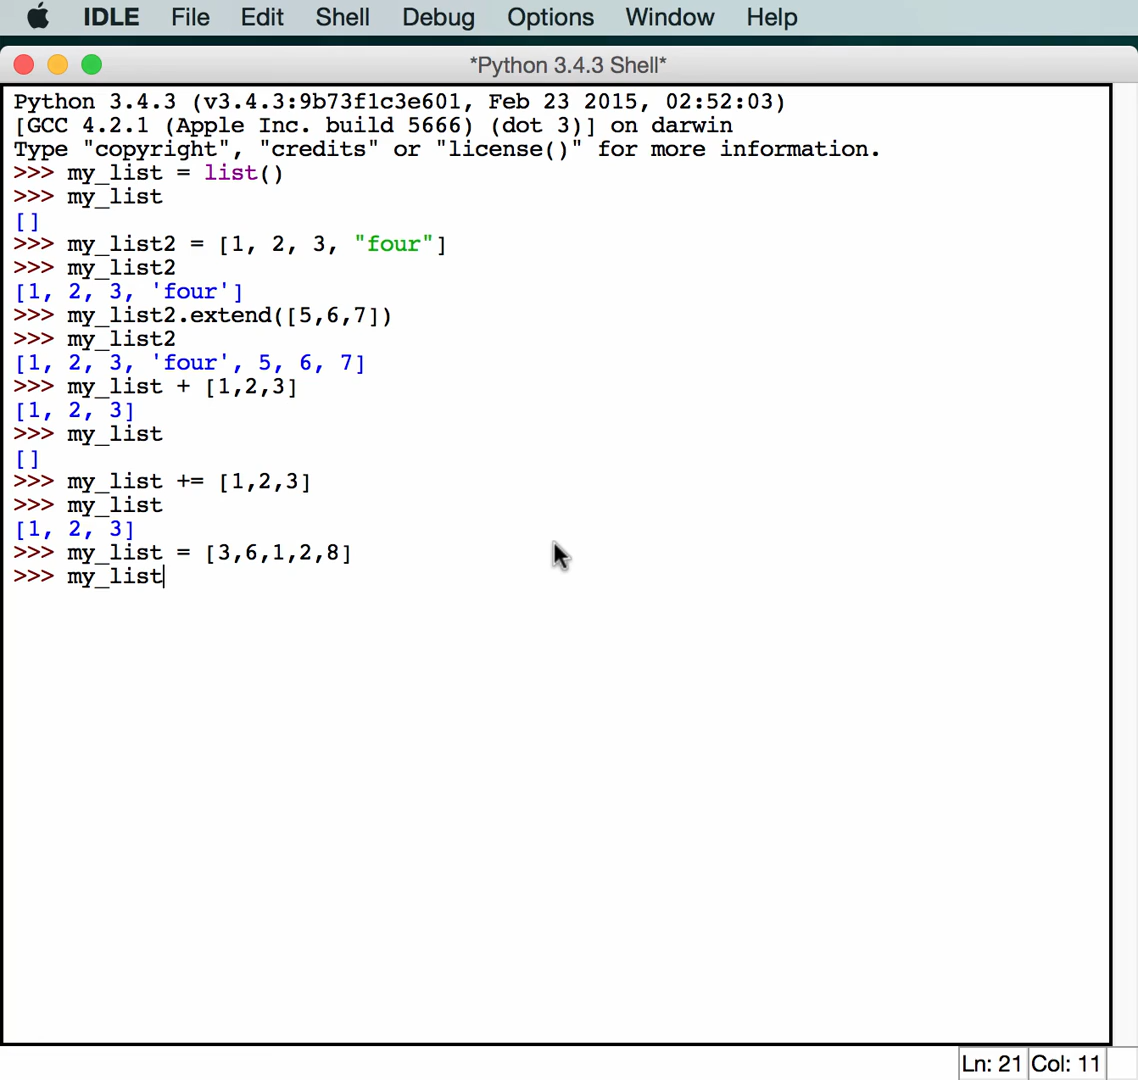 IDLE File Edit Shell Debug Options Window Help
*Python 3.4.3 Shell*
Python 3.4.3 (v3.4.3:9b73f1c3e601, Feb 23 2015, 02:52:03)
[GCC 4.2.1 (Apple Inc. build 5666) (dot 3)] on darwin
Type "copyright", "credits" or "license()" for more information.
>>> my_list = list()
>>> my_list
[]
>>> my_list2 = [1, 2, 3, "four"]
>>> my_list2
[1, 2, 3, 'four']
>>> my_list2.extend([5,6,7])
>>> my_list2
[1, 2, 3, 'four', 5, 6, 7]
>>> my_list + [1,2,3]
[1, 2, 3]
>>> my_list
[]
>>> my_list += [1,2,3]
>>> my_list
[1, 2, 3]
>>> my_list = [3,6,1,2,8]
>>> my_list
Ln: 21 Col: 11